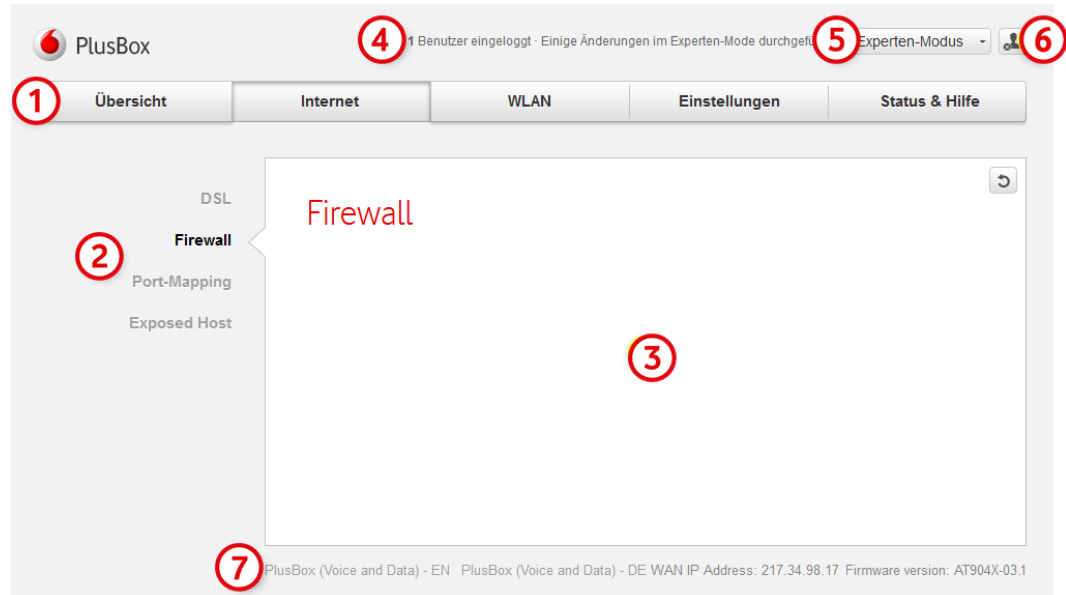 PlusBox
4 1 Benutzer eingeloggt · Einige Änderungen im Experten-Mode 5 Experten-Modus 6
1 Übersicht Internet WLAN Einstellungen Status & Hilfe
DSL
Firewall
Firewall
2
Port-Mapping
Exposed Host
3
7 PlusBox (Voice and Data) - EN PlusBox (Voice and Data) - DE WAN IP Address: 217.34.98.17 Firmware version: AT904X-03.1